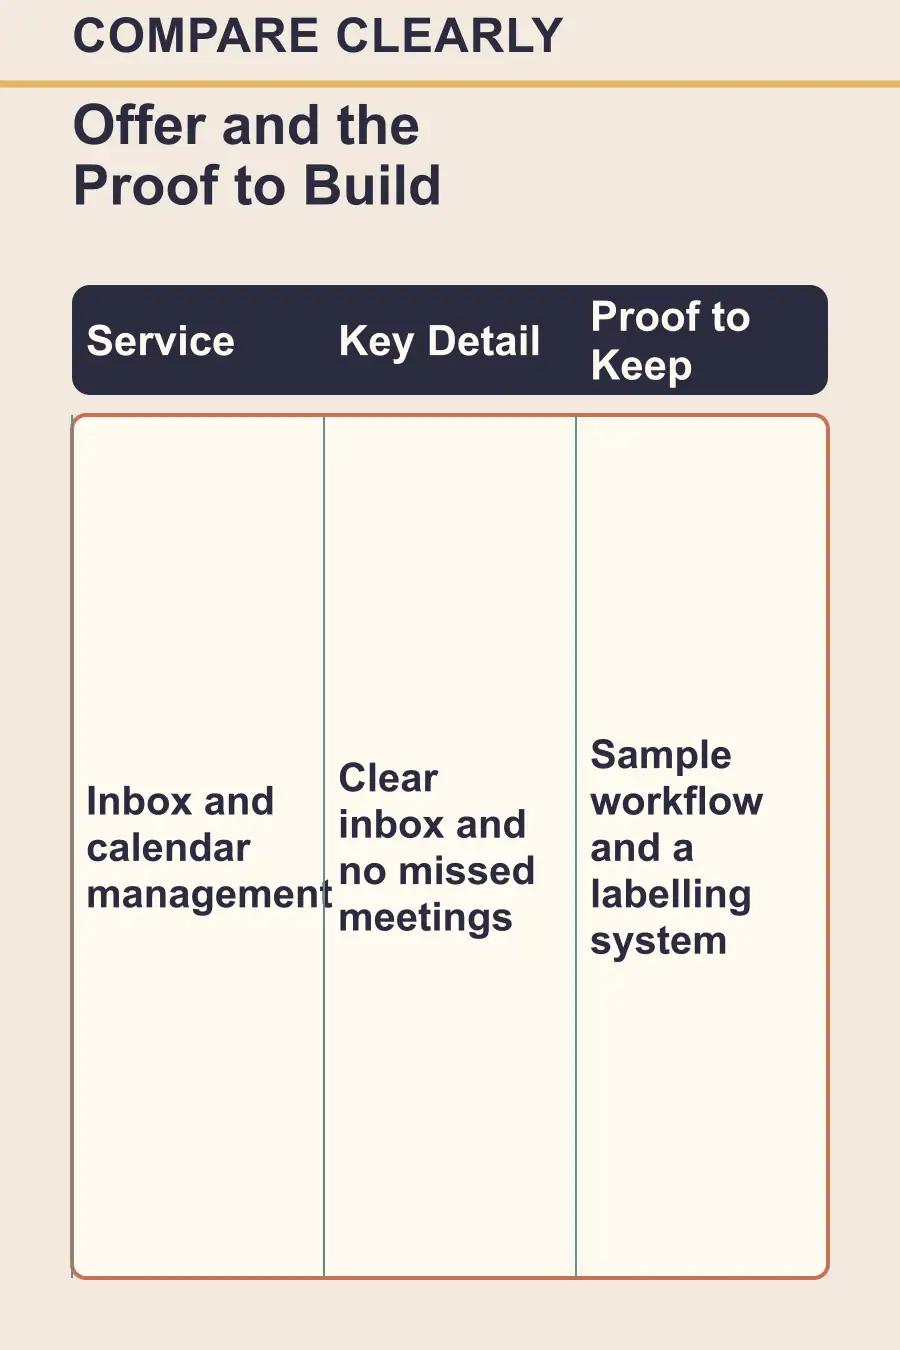 COMPARE CLEARLY
Offer and the
Proof to Build
Service
Key Detail
Proof to
Keep
Inbox and
calendar
management
Clear
inbox and
no missed
meetings
Sample
workflow
and a
labelling
system